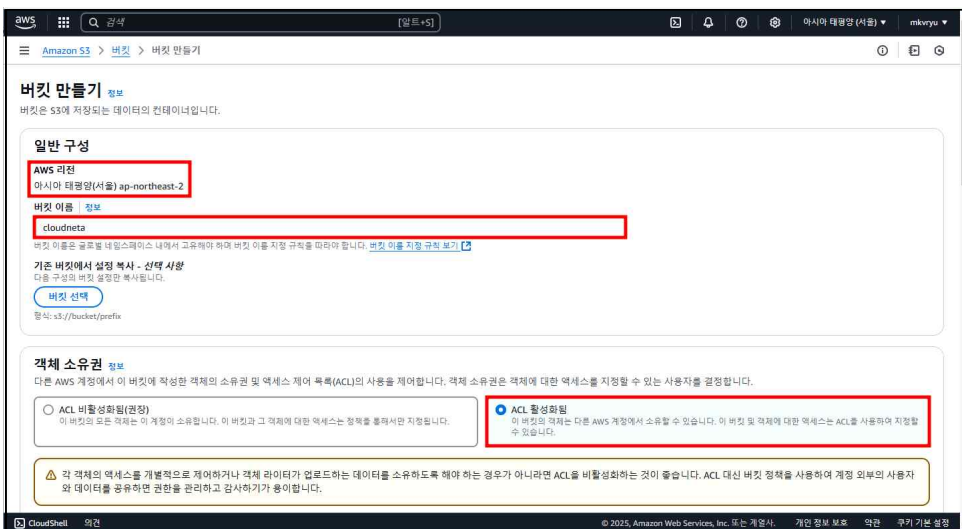 aws
검색
[알트+S]
아시아 태평양 (서울) ▼
mkvryu ▼
Amazon S3 > 버킷 > 버킷 만들기
버킷 만들기 정보
버킷은 S3에 저장되는 데이터의 컨테이너입니다.
일반 구성
AWS 리전
아시아 태평양(서울) ap-northeast-2
버킷 이름 정보
cloudneta
버킷 이름은 글로벌 네임스페이스 내에서 고유해야 하며 버킷 이름 지정 규칙을 따라야 합니다. 버킷 이름 지정 규칙 보기
기존 버킷에서 설정 복사 - 선택 사항
다음 구성의 버킷 설정만 복사됩니다.
버킷 선택
형식: s3://bucket/prefix
객체 소유권 정보
다른 AWS 계정에서 이 버킷에 작성한 객체의 소유권 및 액세스 제어 목록(ACL)의 사용을 제어합니다. 객체 소유권은 객체에 대한 액세스를 지정할 수 있는 사용자를 결정합니다.
ACL 비활성화됨(권장)
이 버킷의 모든 객체는 이 계정이 소유합니다. 이 버킷과 그 객체에 대한 액세스는 정책을 통해서만 지정됩니다.
ACL 활성화됨
이 버킷의 객체는 다른 AWS 계정에서 소유할 수 있습니다. 이 버킷 및 객체에 대한 액세스는 ACL을 사용하여 지정할
수 있습니다.
각 객체의 액세스를 개별적으로 제어하거나 객체 라이터가 업로드하는 데이터를 소유하도록 해야 하는 경우가 아니라면 ACL을 비활성화하는 것이 좋습니다. ACL 대신 버킷 정책을 사용하여 계정 외부의 사용자
와 데이터를 공유하면 권한을 관리하고 감사하기가 용이합니다.
CloudShell 의견
© 2025, Amazon Web Services, Inc. 또는 계열사. 개인 정보 보호 약관 쿠키 기본 설정